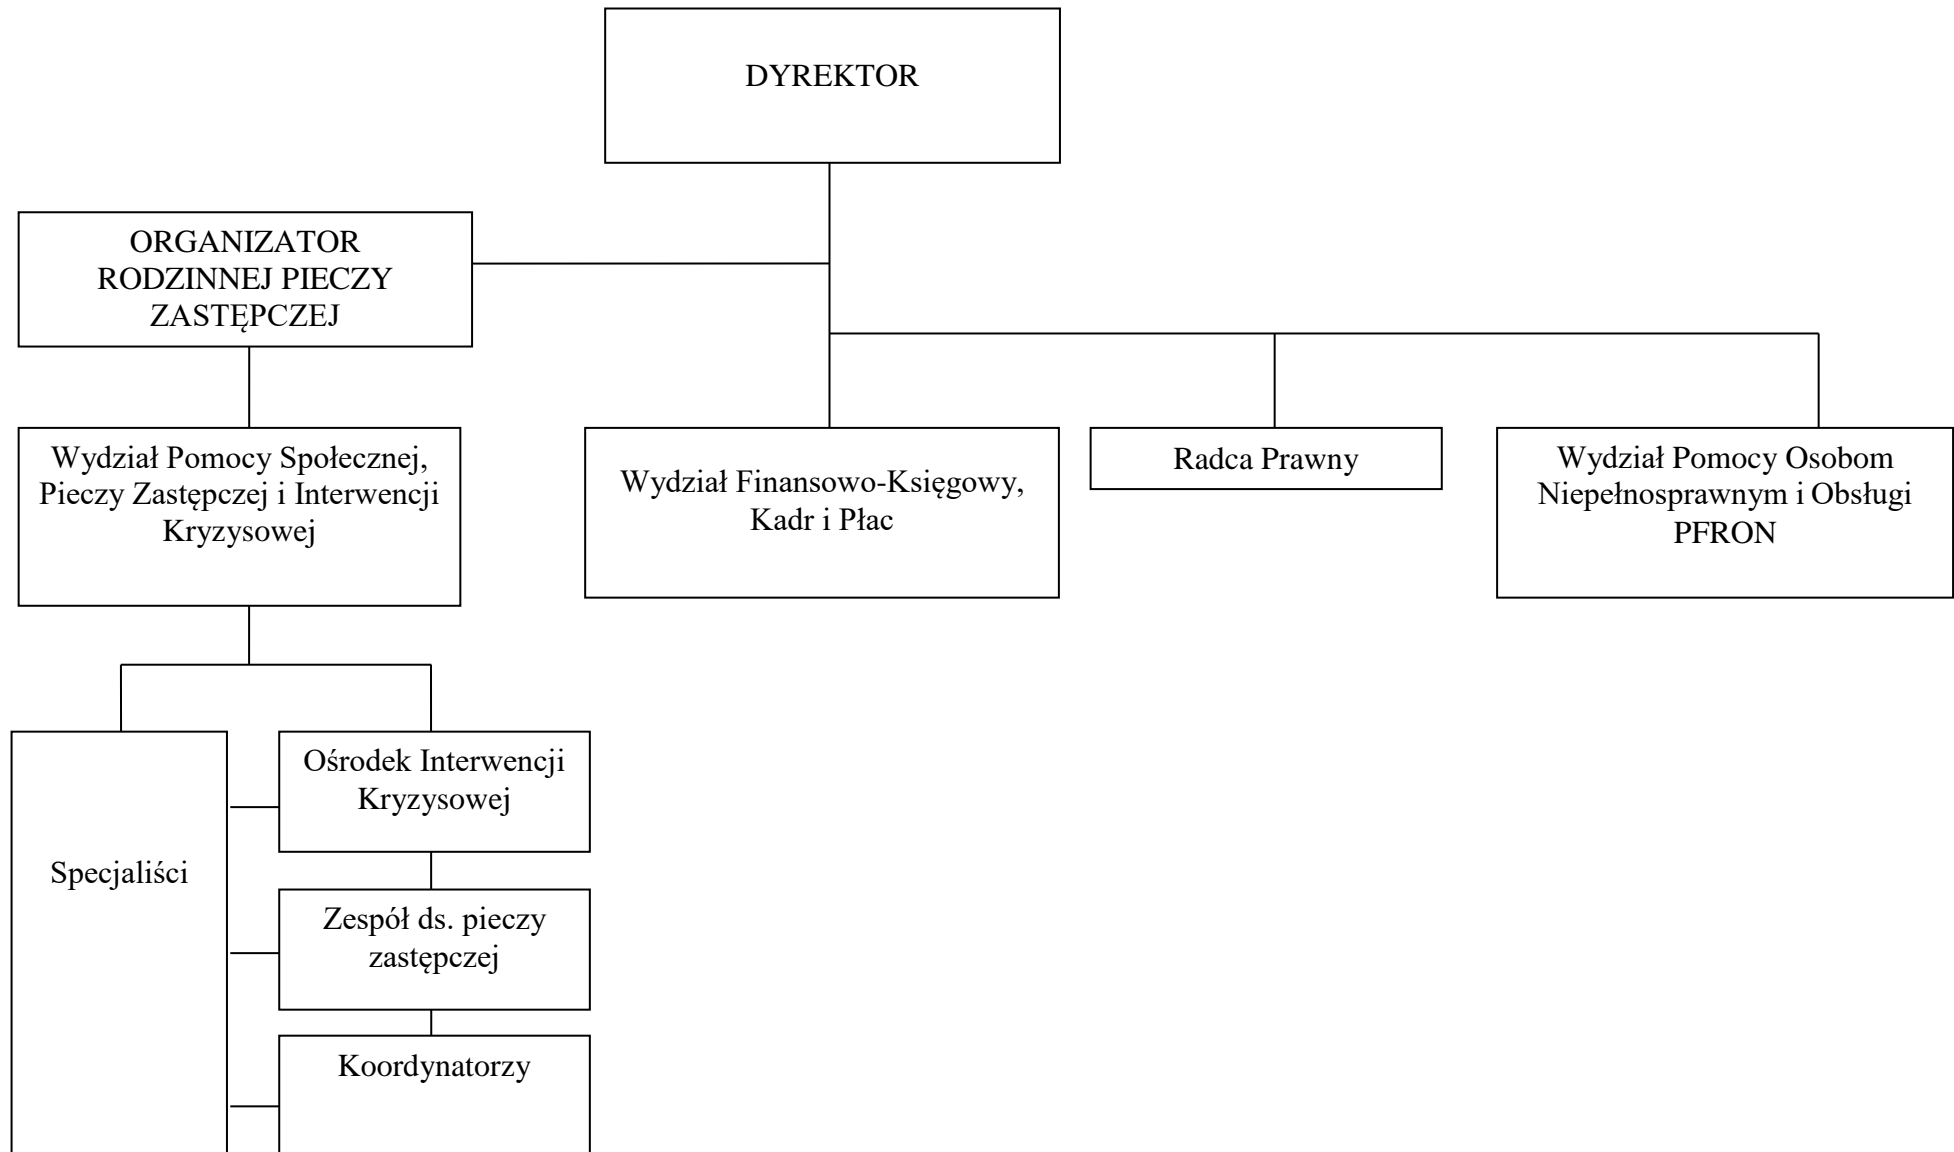 DYREKTOR
ORGANIZATOR
RODZINNEJ PIECZY
ZASTĘPCZEJ
Wydział Pomocy Społecznej,
Pieczy Zastępczej i Interwencji
Kryzysowej
Wydział Finansowo-Księgowy,
Kadr i Płac
Radca Prawny
Wydział Pomocy Osobom
Niepełnosprawnym i Obsługi
PFRON
Specjaliści
Ośrodek Interwencji
Kryzysowej
Zespół ds. pieczy
zastępczej
Koordynatorzy